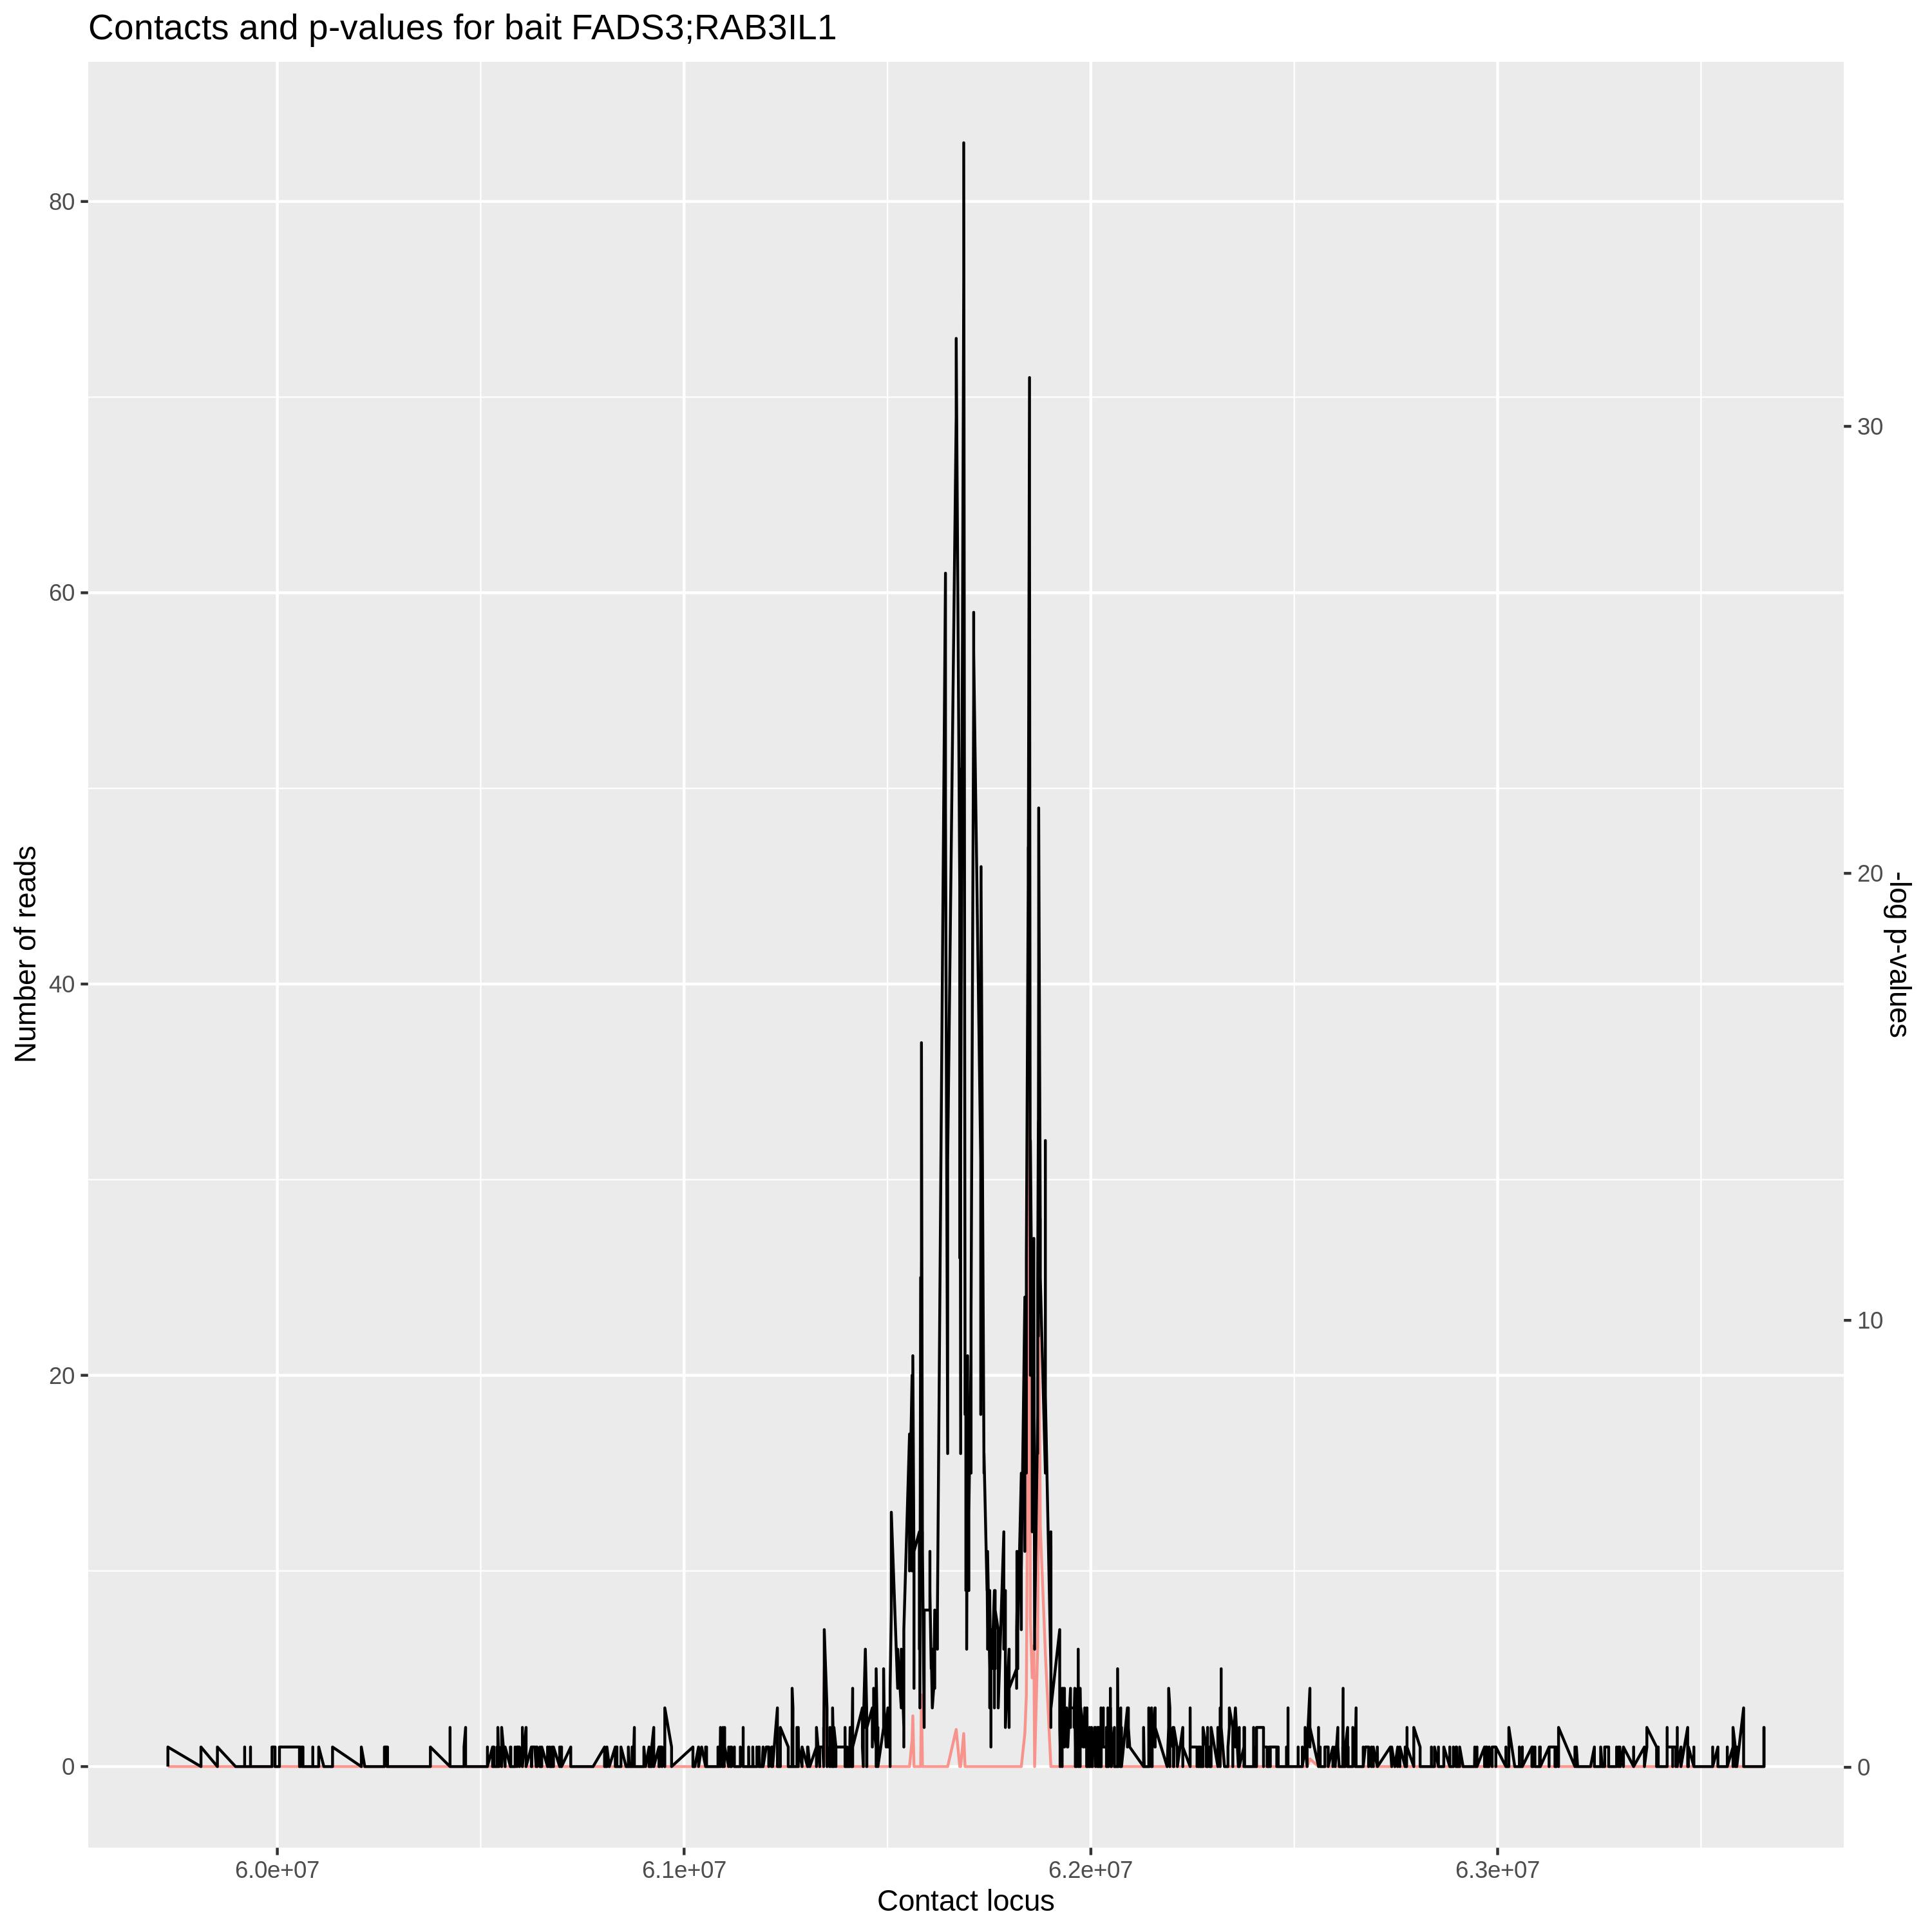 Contacts and p-values for bait FADS3;RAB3IL1
80
60
40
20
0
Number of reads
30
20
10
0
-log p-values
6.0e+07
6.1e+07
6.2e+07
6.3e+07
Contact locus